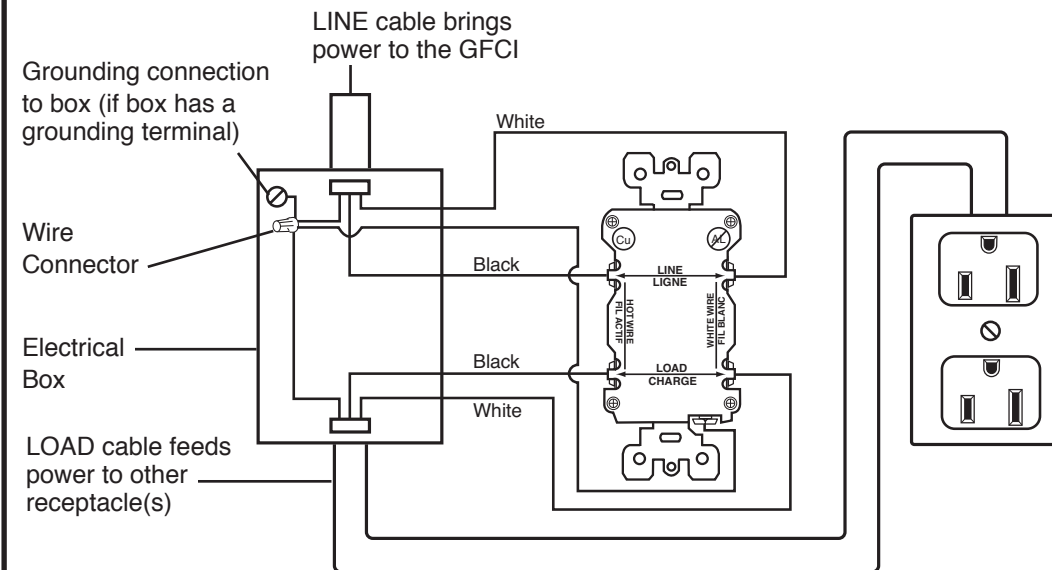 LINE cable brings
power to the GFCI
Grounding connection
to box (if box has a
grounding terminal)
White
Wire
Connector
Cu
AL
Black
LINE
LIGNE
HOT WIRE
FIL ACTIF
WHITE WIRE
FIL BLANC
Electrical
Box
Black
LOAD
CHARGE
White
LOAD cable feeds
power to other
receptacle(s)